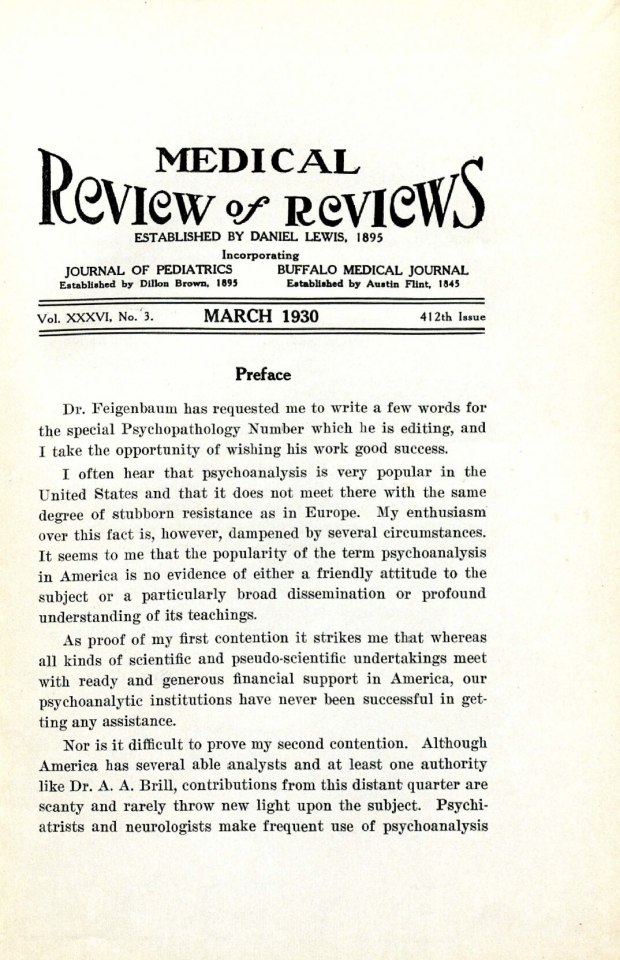 MEDICAL
REVIEW of REVIEWS
ESTABLISHED BY DANIEL LEWIS, 1895
Incorporating
JOURNAL OF PEDIATRICS BUFFALO MEDICAL JOURNAL
Established by Dillon Brown, 1895 Established by Austin Flint, 1845
Vol. XXXVI, No. 3. MARCH 1930 412th Issue
Preface
Dr. Feigenbaum has requested me to write a few words for
the special Psychopathology Number which he is editing, and
I take the opportunity of wishing his work good success.
I often hear that psychoanalysis is very popular in the
United States and that it does not meet there with the same
degree of stubborn resistance as in Europe. My enthusiasm
over this fact is, however, dampened by several circumstances.
It seems to me that the popularity of the term psychoanalysis
in America is no evidence of either a friendly attitude to the
subject or a particularly broad dissemination or profound
understanding of its teachings.
As proof of my first contention it strikes me that whereas
all kinds of scientific and pseudo-scientific undertakings meet
with ready and generous financial support in America, our
psychoanalytic institutions have never been successful in get-
ting any assistance.
Nor is it difficult to prove my second contention. Although
America has several able analysts and at least one authority
like Dr. A. A. Brill, contributions from this distant quarter are
scanty and rarely throw new light upon the subject. Psychi-
atrists and neurologists make frequent use of psychoanalysis